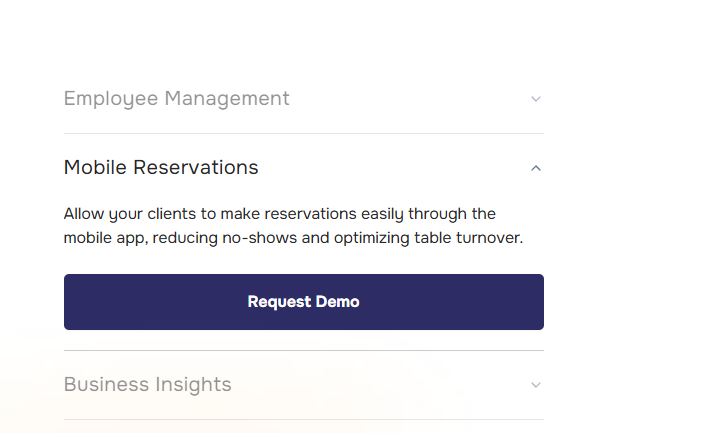 Employee Management
Mobile Reservations
Allow your clients to make reservations easily through the
mobile app, reducing no-shows and optimizing table turnover.
Request Demo
Business Insights